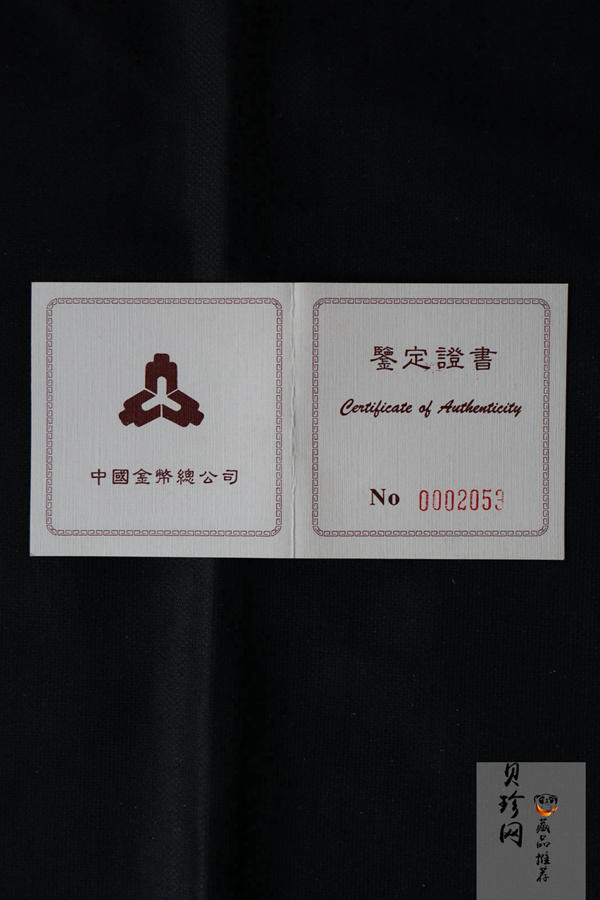 中國金幣總公司
鑒定證書
Certificate of Authenticity
No 0002053
贝珍网
藏品推荐